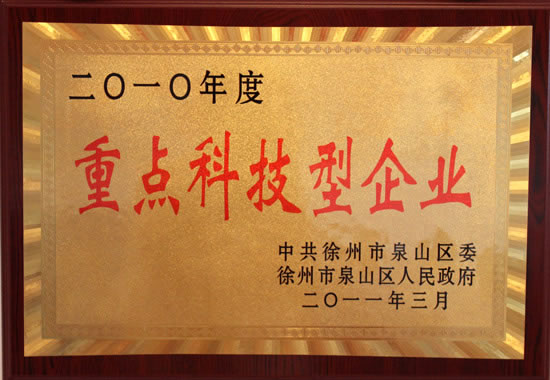 二〇一〇年度
重点科技型企业
中共徐州市泉山区委
徐州市泉山区人民政府
二〇一一年三月